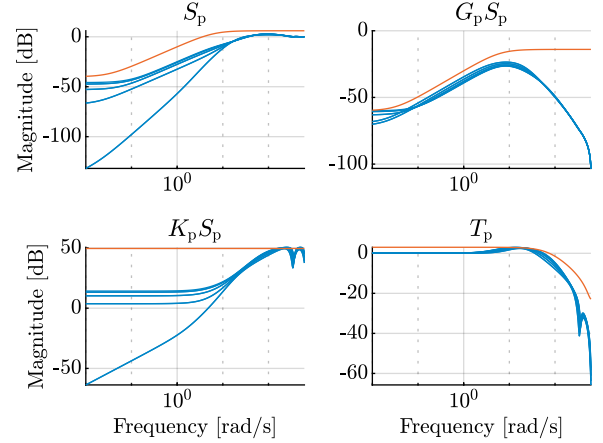 S_p
G_pS_p
Magnitude [dB]
0
-50
-100
10^0
0
-50
-100
10^0
K_pS_p
T_p
Magnitude [dB]
50
0
-50
10^0
0
-20
-40
-60
10^0
Frequency [rad/s]
Frequency [rad/s]